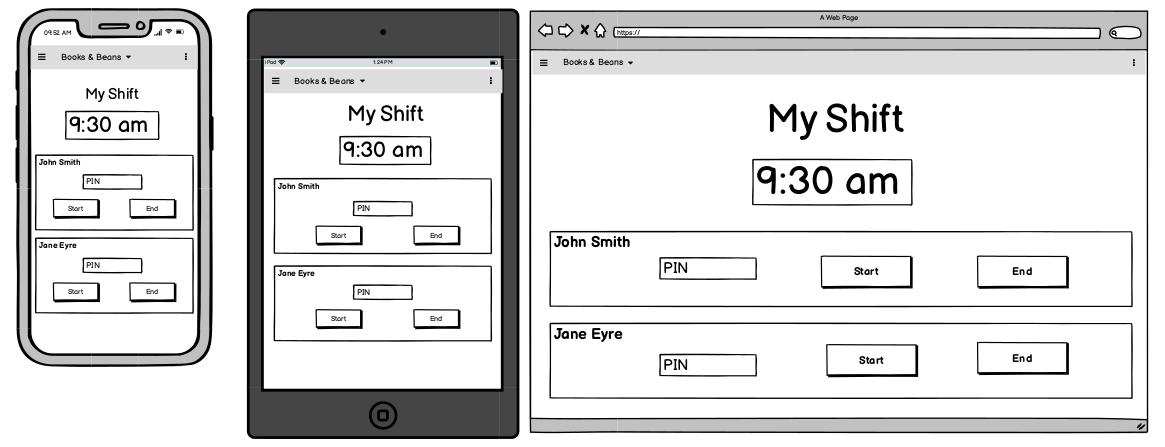 09:52 AM
Books & Beans
My Shift
9:30 am
John Smith
PIN
Start End
Jane Eyre
PIN
Start End
iPad 1:24 PM
Books & Beans
My Shift
9:30 am
John Smith
PIN
Start End
Jane Eyre
PIN
Start End
A Web Page
https://
Books & Beans
My Shift
9:30 am
John Smith
PIN Start End
Jane Eyre
PIN Start End